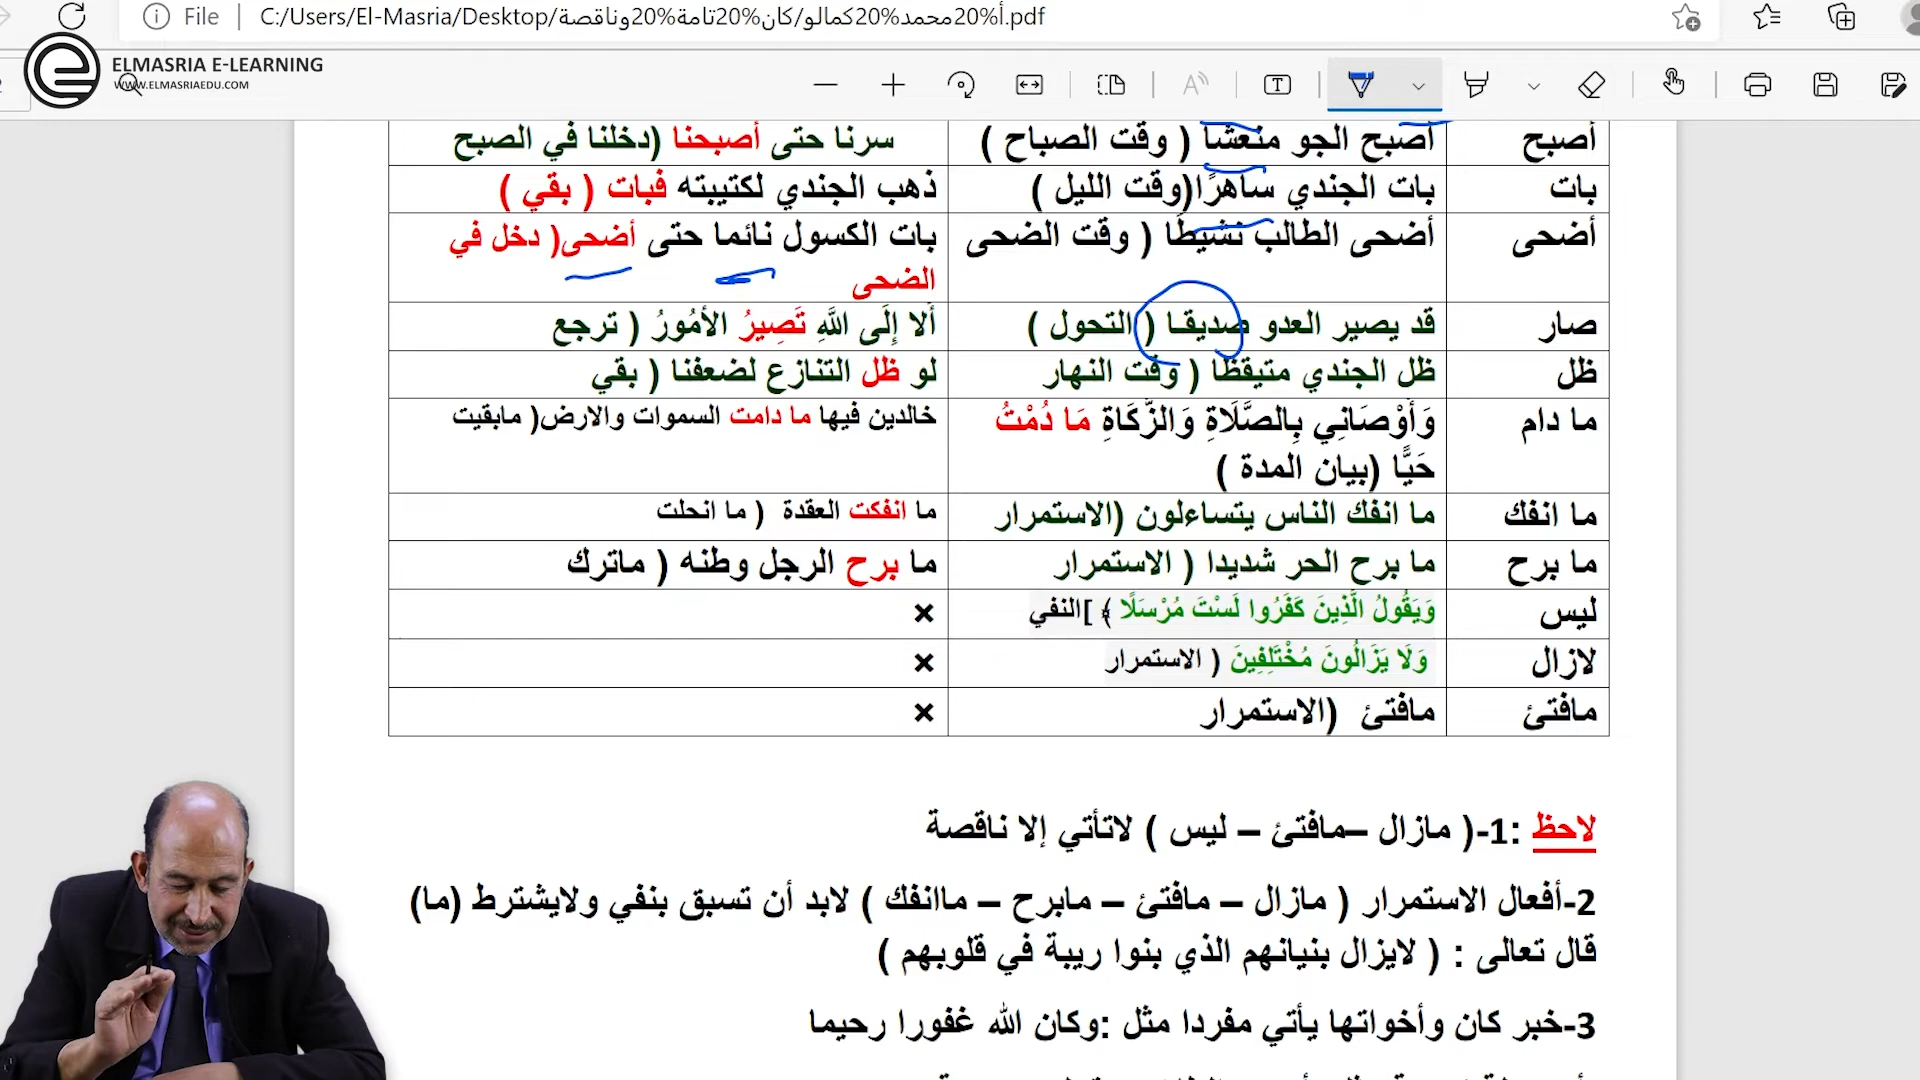 File C:/Users/El-Masria/Desktop/أ%20محمد%20كمالو/كان%20تامة%20وناقصة.pdf
ELMASRIA E-LEARNING
WWW.ELMASRIAEDU.COM
أصبح أصبح الجو منعشا ( وقت الصباح ) سرنا حتى أصبحنا (دخلنا في الصبح
بات بات الجندي ساهرًا(وقت الليل ) ذهب الجندي لكتيبته فبات ( بقي )
أضحى أضحى الطالب نشيطًا ( وقت الضحى بات الكسول نائما حتى أضحى( دخل في
الضحى
صار قد يصير العدو صديقا ( التحول ) أَلا إِلَى اللَّهِ تَصِيرُ الأمُورُ ( ترجع
ظل ظل الجندي متيقظًا ( وقت النهار لو ظل التنازع لضعفنا ( بقي
ما دام وَأَوْصَانِي بِالصَّلَاةِ وَالزَّكَاةِ مَا دُمْتُ خالدين فيها ما دامت السموات والارض( مابقيت
حَيًّا (بيان المدة )
ما انفك ما انفك الناس يتساءلون (الاستمرار ما انفكت العقدة ( ما انحلت
ما برح ما برح الحر شديدا ( الاستمرار ما برح الرجل وطنه ( ماترك
ليس وَيَقُولُ الَّذِينَ كَفَرُوا لَسْتَ مُرْسَلًا ﴾ ]النفي ×
لازال وَلَا يَزَالُونَ مُخْتَلِفِينَ ( الاستمرار ×
مافتئ مافتئ (الاستمرار ×
لاحظ :1-( مازال –مافتئ – ليس ) لاتأتي إلا ناقصة
2-أفعال الاستمرار ( مازال – مافتئ – مابرح – ماانفك ) لابد أن تسبق بنفي ولايشترط (ما)
قال تعالى : ( لايزال بنيانهم الذي بنوا ريبة في قلوبهم )
3-خبر كان وأخواتها يأتي مفردا مثل :وكان الله غفورا رحيما